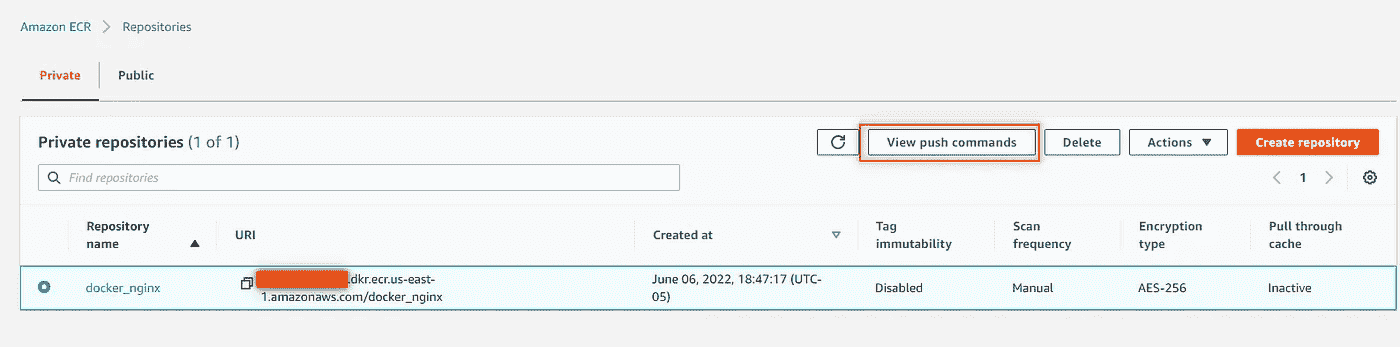 Amazon ECR > Repositories
Private Public
Private repositories (1 of 1)
View push commands Delete Actions Create repository
Find repositories
1
Repository name URI Created at Tag immutability Scan frequency Encryption type Pull through cache
docker_nginx .dkr.ecr.us-east-1.amazonaws.com/docker_nginx June 06, 2022, 18:47:17 (UTC-05) Disabled Manual AES-256 Inactive